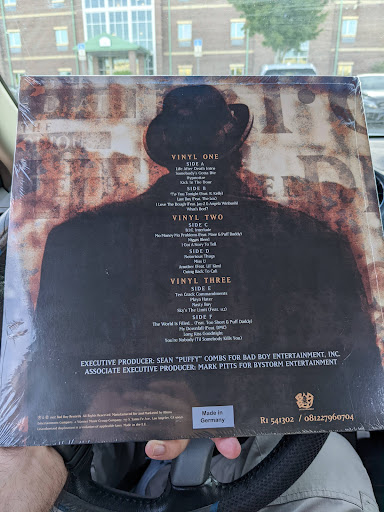 VINYL ONE
SIDE A
Life After Death Intro
Somebody's Gotta Die
Hypnotize
Kick In The Door
SIDE B
Last Day (Feat. The Lox)
I Love The Dough (Feat. Jay-Z & Angela Winbush)
What's Beef?
VINYL TWO
SIDE C
B.I.G. Interlude
Mo Money Mo Problems (Feat. Mase & Puff Daddy)
Niggas Bleed
I Got A Story To Tell
SIDE D
Notorious Thugs
Miss U
Another (Feat. Lil' Kim)
Going Back To Cali
VINYL THREE
SIDE E
Ten Crack Commandments
Playa Hater
Nasty Boy
Sky's The Limit (Feat. 112)
SIDE F
The World Is Filled... (Feat. Too Short & Puff Daddy)
My Downfall (Feat. DMC)
Long Kiss Goodnight
You're Nobody (Til Somebody Kills You)
EXECUTIVE PRODUCER: SEAN "PUFFY" COMBS FOR BAD BOY ENTERTAINMENT, INC.
ASSOCIATE EXECUTIVE PRODUCER: MARK PITTS FOR BYSTORM ENTERTAINMENT
Made in
Germany
R1 541302 / 081227960704